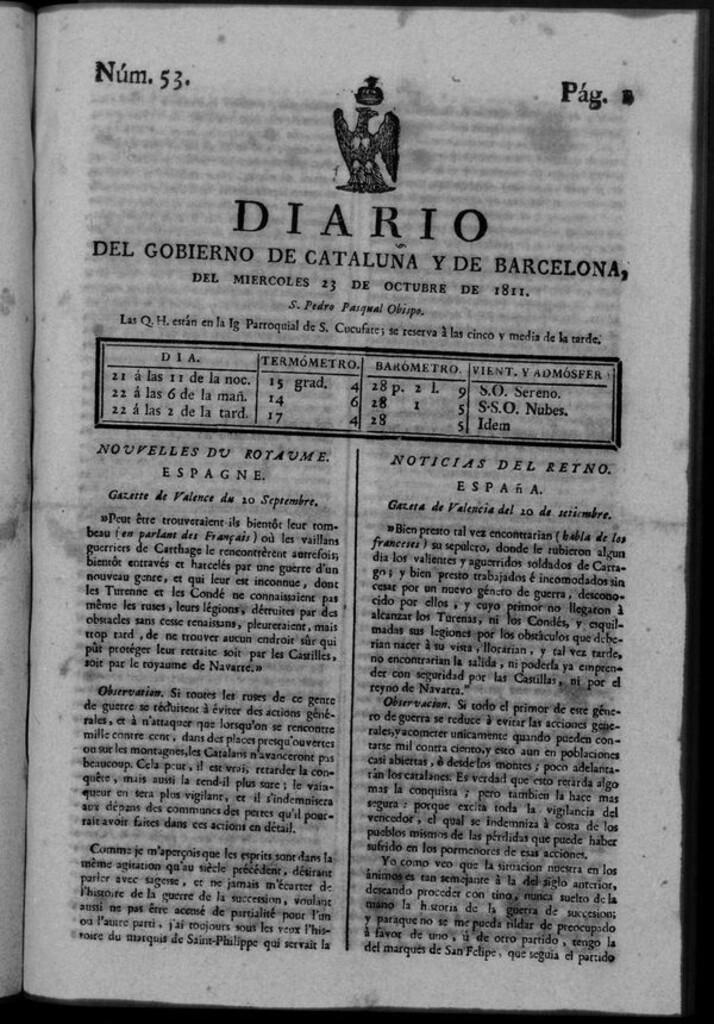 Núm. 53.
Pág.
DIARIO
DEL GOBIERNO DE CATALUÑA Y DE BARCELONA,
DEL MIERCOLES 23 DE OCTUBRE DE 1811.
S. Pedro Pasqual Obispo.
Las Q. H. están en la Ig Parroquial de S. Cucufate; se reserva á las cinco y media de la tarde.
DIA. TERMÓMETRO. BARÓMETRO. VIENT. Y ADMÓSFER
21 á las 11 de la noc. 15 grad. 4 28 p. 2 l. 9 S.O. Sereno.
22 á las 6 de la mañ. 14 6 28 1 5 S.S.O. Nubes.
22 á las 2 de la tard. 17 4 28 5 Idem
NOUVELLES DU ROYAUME.
ESPAGNE.
Gazette de Valence du 20 Septembre.
»Peut être trouveraient-ils bientôt leur tom-
beau (en parlant des Français) où les vaillans
guerriers de Carthage le rencontrèrent autrefois;
bientôt entravés et harcelés par une guerre d'un
nouveau genre, et qui leur est inconnue, dont
les Turenne et les Condé ne connaissaient pas
même les ruses, leurs légions, détruites par des
obstacles sans cesse renaissans, pleureraient, mais
trop tard, de ne trouver aucun endroit sûr qui
pût protéger leur retraite soit par les Castilles,
soit par le royaume de Navarre.»
Observation. Si toutes les ruses de ce genre
de guerre se réduisent à éviter des actions géné-
rales, et à n'attaquer que lorsqu'on se rencontre
mille contre cent, dans des places presqu'ouvertes
ou sur les montagnes, les Catalans n'avanceront pas
beaucoup. Cela peut, il est vrai, retarder la con-
quête, mais aussi la rend-il plus sure; le vain-
queur en sera plus vigilant, et il s'indemnisera
aux dépens des communes des pertes qu'il pour-
rait avoir faites dans ces actions en détail.
Comme je m'aperçois que les esprits sont dans la
même agitation qu'au siècle précédent, désirant
parler avec sagesse, et ne jamais m'écarter de
l'histoire de la guerre de la succession, voulant
aussi ne pas être accusé de partialité pour l'un
ou l'autre parti, j'ai toujours sous les yeux l'his-
toire du marquis de Saint-Philippe qui servait la
NOTICIAS DEL REYNO.
ESPAñA.
Gazeta de Valencia del 20 de setiembre.
»Bien presto tal vez encontrarian (habla de los
franceses) su sepulcro, donde le tubieron algun
dia los valientes y aguerridos soldados de Carta-
go; y bien presto trabajados é incomodados sin
cesar por un nuevo género de guerra, descono-
cido por ellos, y cuyo primor no llegaron á
alcanzar los Turenas, ni los Condés, y esquil-
madas sus legiones por los obstáculos que debe-
rian nacer á su vista, llorarian, y tal vez tarde,
no encontrarian la salida, ni poderla ya empren-
der con seguridad por las Castillas, ni por el
reyno de Navarra."
Observacion. Si todo el primor de este géne-
ro de guerra se reduce á evitar las acciones gene-
rales, y acometer unicamente quando pueden con-
tarse mil contra ciento, y esto aun en poblaciones
casi abiertas, ó desde los montes; poco adelanta-
rán los catalanes. Es verdad que esto retarda algo
mas la conquista; pero tambien la hace mas
segura: porque excita toda la vigilancia del
vencedor, el qual se indemniza á costa de los
pueblos mismos de las pérdidas que puede haber
sufrido en los pormenores de esas acciones.
Yo como veo que la situacion nuestra en los
ánimos es tan semejante á la del siglo anterior,
deseando proceder con tino, nunca suelto de la
mano la historia de la guerra de succesion;
y paraque no se me pueda tildar de preocupado
á favor de uno, ú de otro partido, tengo la
del marqués de San Felipe, que seguia el partido